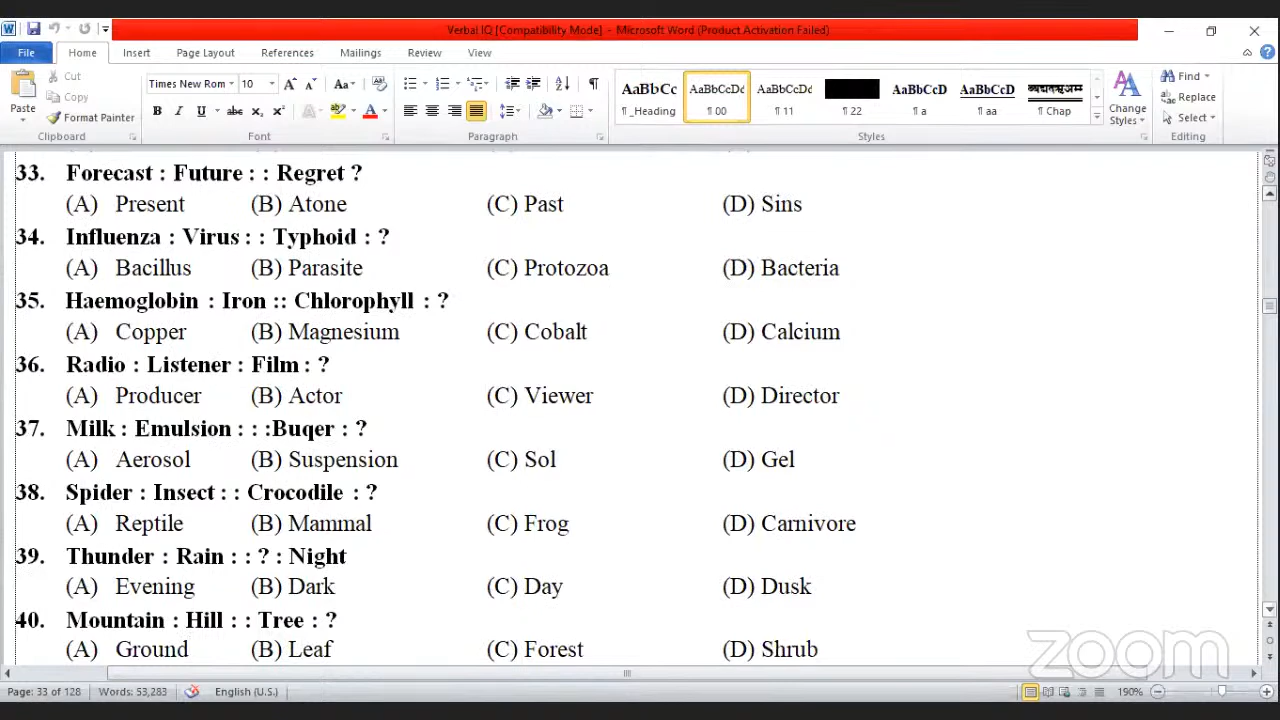 Verbal IQ [Compatibility Mode] - Microsoft Word (Product Activation Failed)
File Home Insert Page Layout References Mailings Review View
Paste Cut Copy Format Painter
Times New Rom 10 Aa
B I U abc x₂ x² A A
AaBbCc AaBbCcDd AaBbCcDd AaBbCcD AaBbCcD
¶ _Heading ¶ 00 ¶ 11 ¶ 22 ¶ a ¶ aa ¶ Chap
Change Styles
Find Replace Select
Clipboard Font Paragraph Styles Editing
33. Forecast : Future : : Regret ?
(A) Present (B) Atone (C) Past (D) Sins
34. Influenza : Virus : : Typhoid : ?
(A) Bacillus (B) Parasite (C) Protozoa (D) Bacteria
35. Haemoglobin : Iron :: Chlorophyll : ?
(A) Copper (B) Magnesium (C) Cobalt (D) Calcium
36. Radio : Listener : Film : ?
(A) Producer (B) Actor (C) Viewer (D) Director
37. Milk : Emulsion : : :Buqer : ?
(A) Aerosol (B) Suspension (C) Sol (D) Gel
38. Spider : Insect : : Crocodile : ?
(A) Reptile (B) Mammal (C) Frog (D) Carnivore
39. Thunder : Rain : : ? : Night
(A) Evening (B) Dark (C) Day (D) Dusk
40. Mountain : Hill : : Tree : ?
(A) Ground (B) Leaf (C) Forest (D) Shrub
zoom
Page: 33 of 128 Words: 53,283 English (U.S.) 190%